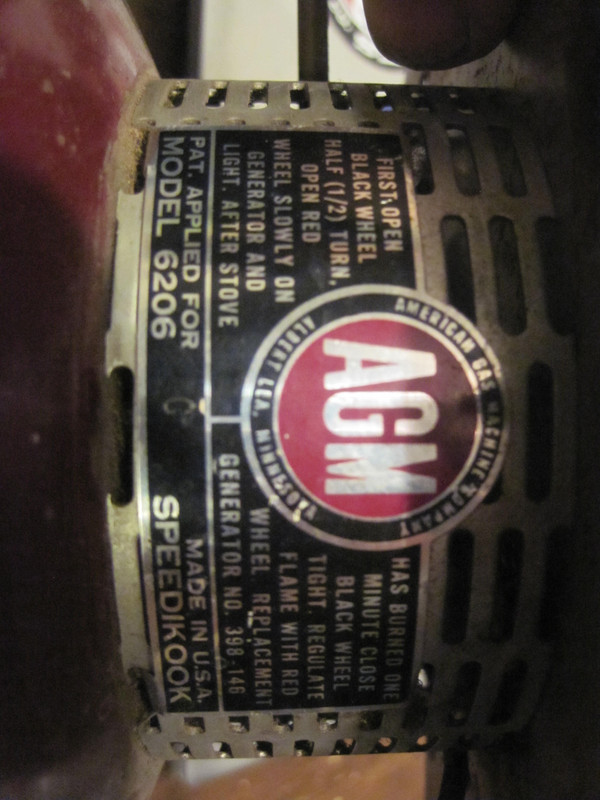 AMERICAN GAS MACHINE COMPANY
AGM
ALBERT LEA, MINNESOTA
FIRST, OPEN
BLACK WHEEL
HALF (1/2) TURN,
OPEN RED
WHEEL SLOWLY ON
GENERATOR AND
LIGHT. AFTER STOVE
HAS BURNED ONE
MINUTE CLOSE
BLACK WHEEL
TIGHT. REGULATE
FLAME WITH RED
WHEEL. REPLACEMENT
GENERATOR NO. 398-146
PAT. APPLIED FOR
MODEL 6206
MADE IN U.S.A.
SPEEDIKOOK